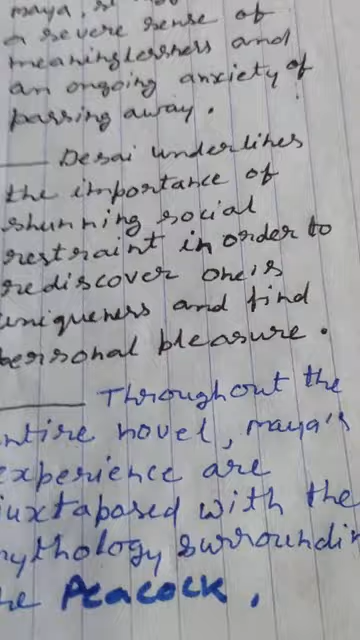 maya,
a severe sense of
meaninglessness and
an ongoing anxiety of
passing away.
Desai underlines
the importance of
shunning social
restraint in order to
rediscover one's
uniqueness and find
personal pleasure.
Throughout the
entire novel, maya's
experience are
juxtaposed with the
mythology surroundin
the Peacock.